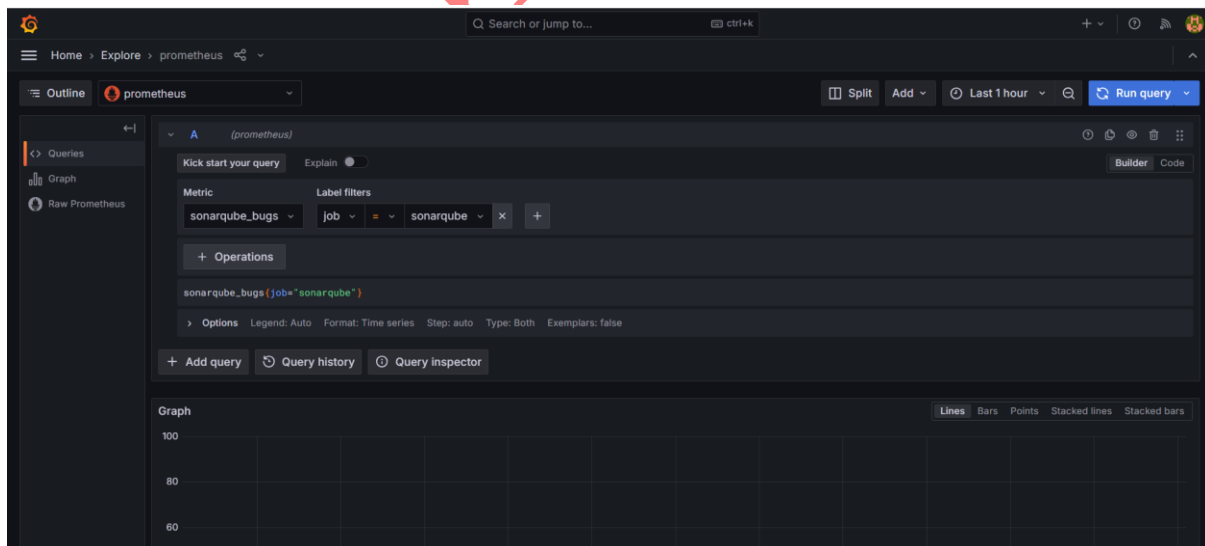 Search or jump to... ctrl+k
Home > Explore > prometheus
Outline prometheus Split Add Last 1 hour Run query
A (prometheus)
Queries
Graph
Raw Prometheus
Kick start your query Explain Builder Code
Metric Label filters
sonarqube_bugs job = sonarqube × +
+ Operations
sonarqube_bugs{job="sonarqube"}
> Options Legend: Auto Format: Time series Step: auto Type: Both Exemplars: false
+ Add query Query history Query inspector
Graph Lines Bars Points Stacked lines Stacked bars
100
80
60